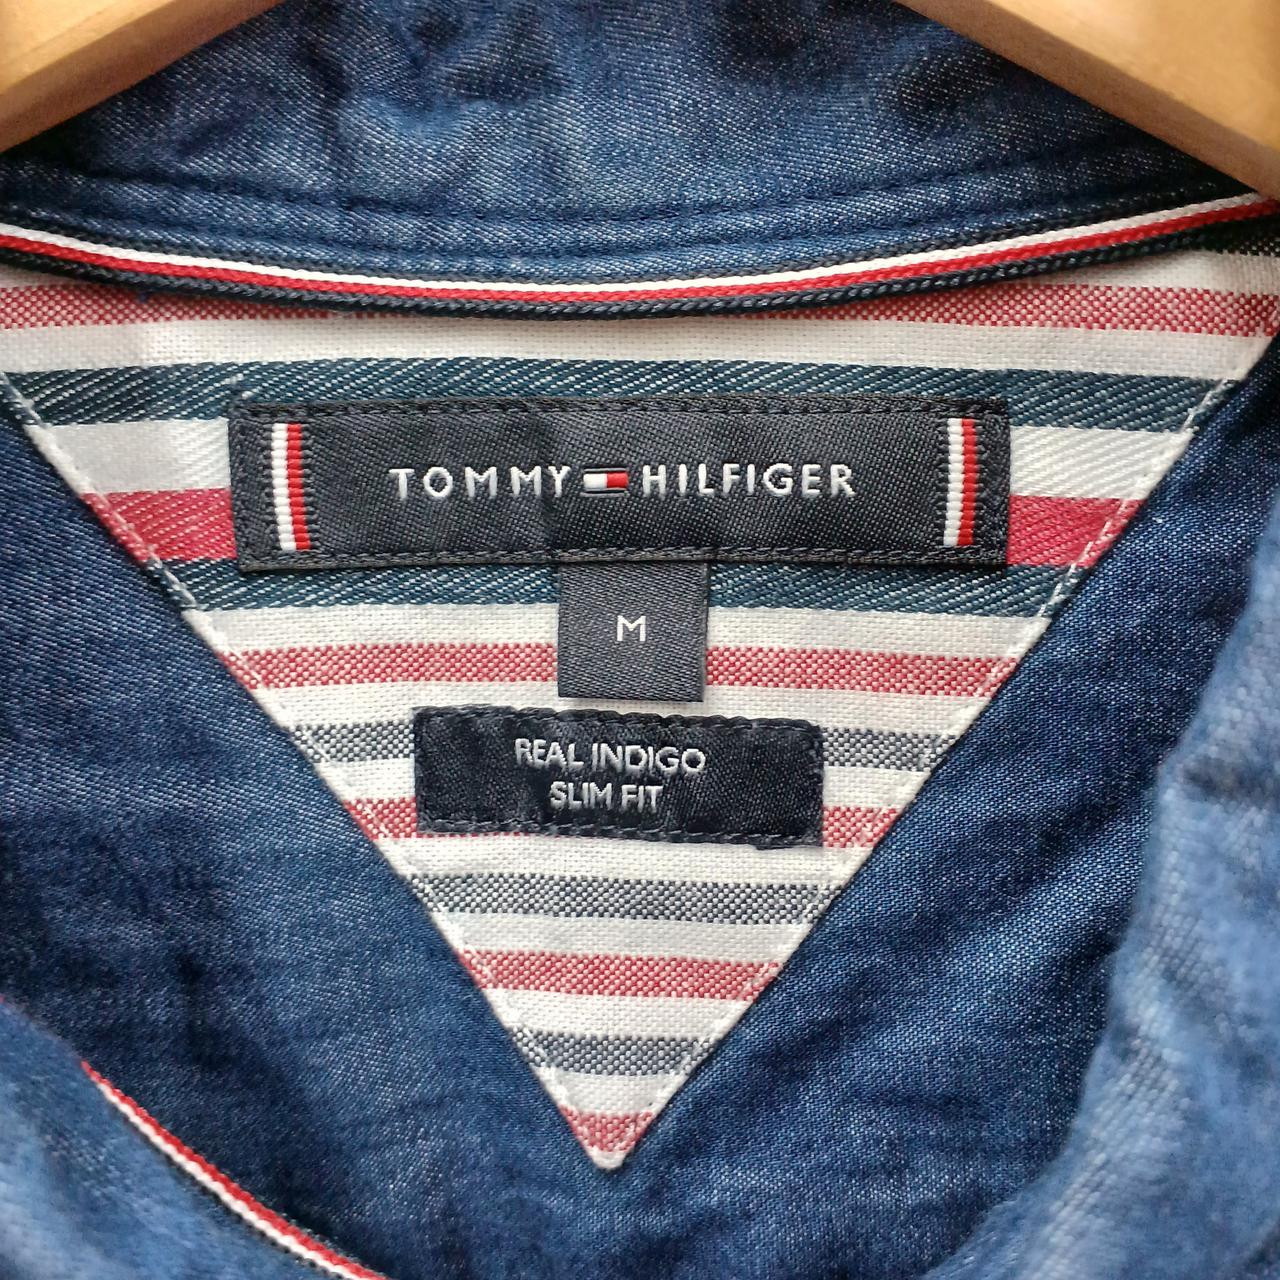 TOMMY HILFIGER
M
REAL INDIGO
SLIM FIT